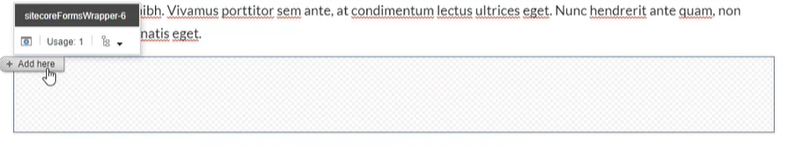 sitecoreFormsWrapper-6
nibh. Vivamus porttitor sem ante, at condimentum lectus ultrices eget. Nunc hendrerit ante quam, non
Usage: 1
natis eget.
+ Add here